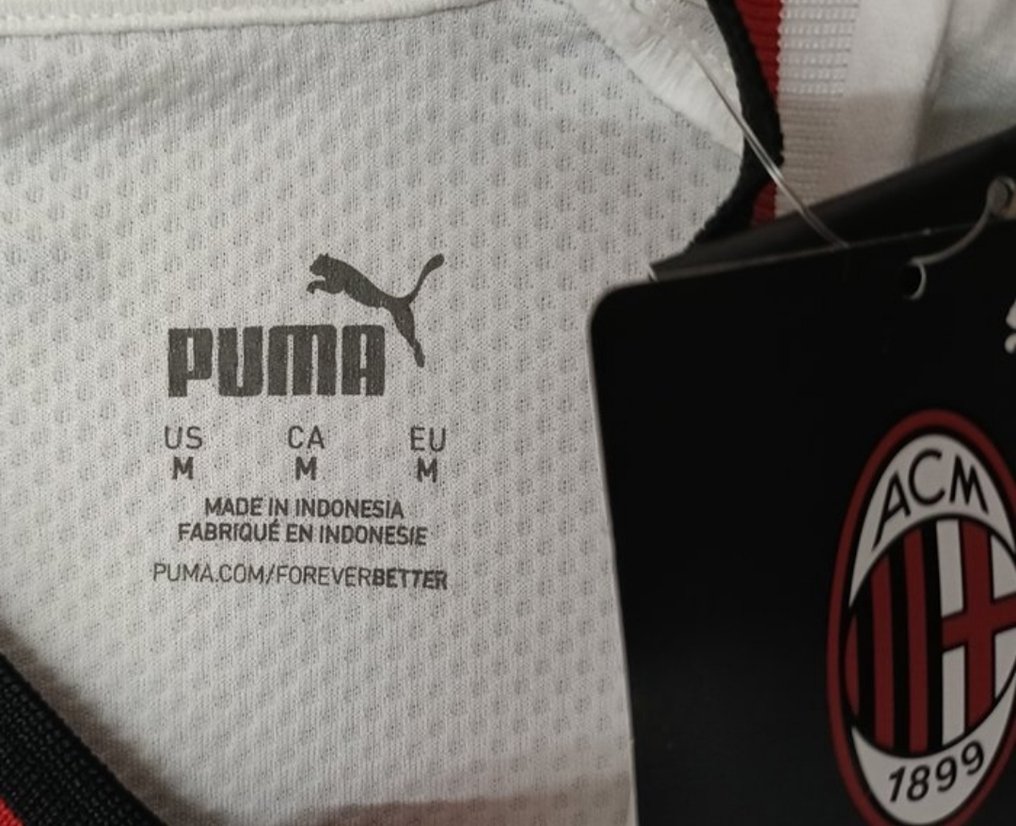 PUMA
US CA EU
M M M
MADE IN INDONESIA
FABRIQUÉ EN INDONESIE
PUMA.COM/FOREVERBETTER
ACM
1899